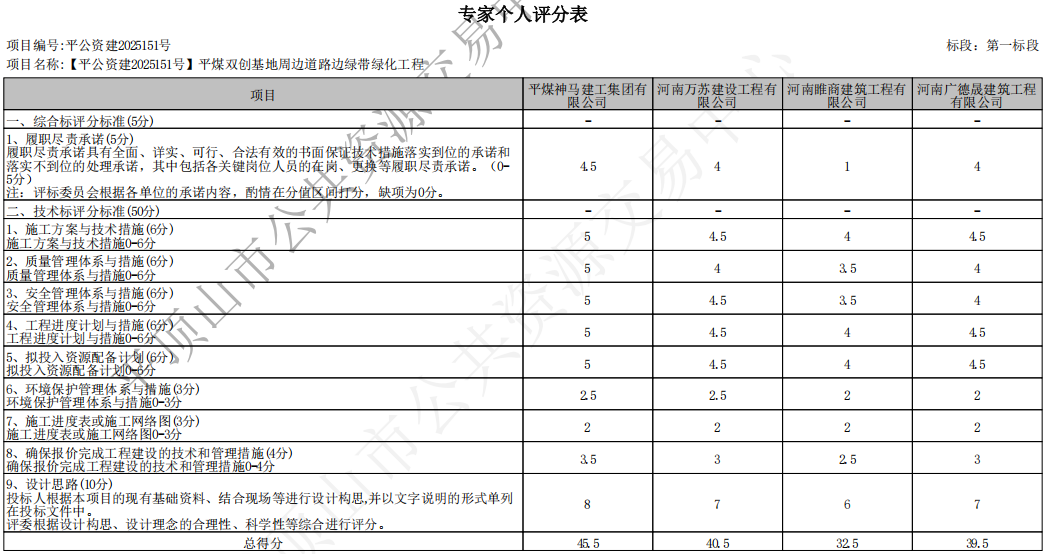 专家个人评分表
项目编号:平公资建2025151号 标段：第一标段
项目名称:【平公资建2025151号】平煤双创基地周边道路边绿带绿化工程
项目 平煤神马建工集团有限公司 河南万苏建设工程有限公司 河南睢商建筑工程有限公司 河南广德晟建筑工程有限公司
一、综合标评分标准(5分) - - - -
1、履职尽责承诺(5分)
履职尽责承诺具有全面、详实、可行、合法有效的书面保证技术措施落实到位的承诺和
落实不到位的处理承诺，其中包括各关键岗位人员的在岗、更换等履职尽责承诺。（0-
5分）
注：评标委员会根据各单位的承诺内容，酌情在分值区间打分，缺项为0分。
4.5 4 1 4
二、技术标评分标准(50分) - - - -
1、施工方案与技术措施(6分)
施工方案与技术措施0-6分
5 4.5 4 4.5
2、质量管理体系与措施(6分)
质量管理体系与措施0-6分
5 4 3.5 4
3、安全管理体系与措施(6分)
安全管理体系与措施0-6分
5 4.5 3.5 4
4、工程进度计划与措施(6分)
工程进度计划与措施0-6分
5 4.5 4 4.5
5、拟投入资源配备计划(6分)
拟投入资源配备计划0-6分
5 4.5 4 4.5
6、环境保护管理体系与措施(3分)
环境保护管理体系与措施0-3分
2.5 2.5 2 2
7、施工进度表或施工网络图(3分)
施工进度表或施工网络图0-3分
2 2 2 2
8、确保报价完成工程建设的技术和管理措施(4分)
确保报价完成工程建设的技术和管理措施0-4分
3.5 3 2.5 3
9、设计思路(10分)
投标人根据本项目的现有基础资料、结合现场等进行设计构思,并以文字说明的形式单列
在投标文件中。
评委根据设计构思、设计理念的合理性、科学性等综合进行评分。
8 7 6 7
总得分 45.5 40.5 32.5 39.5
平顶山市公共资源交易中心
平顶山市公共资源交易中心